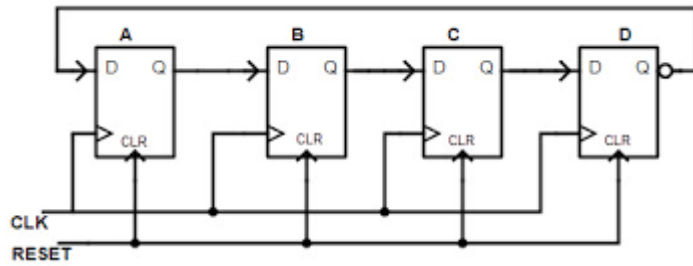 A B C D
D Q D Q D Q D Q
CLR CLR CLR CLR
CLK
RESET